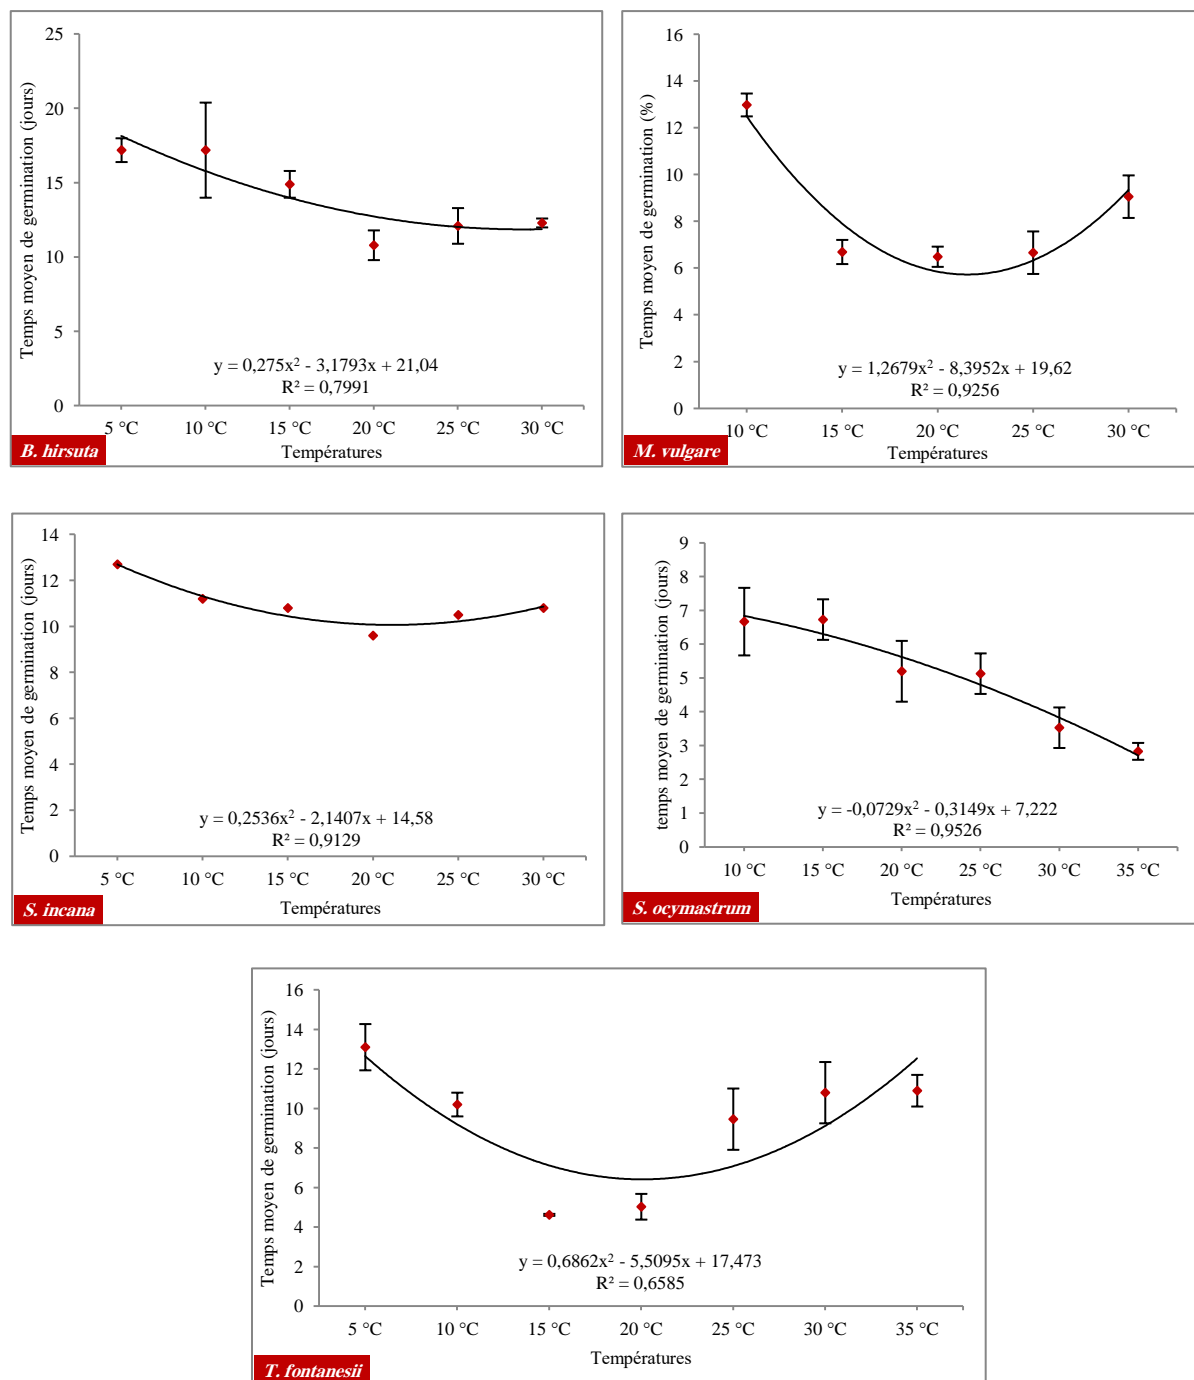 25
20
15
10
5
0
Temps moyen de germination (jours)
y = 0,275x² - 3,1793x + 21,04
R² = 0,7991
5 °C 10 °C 15 °C 20 °C 25 °C 30 °C
Températures
B. hirsuta
16
14
12
10
8
6
4
2
0
Temps moyen de germination (%)
y = 1,2679x² - 8,3952x + 19,62
R² = 0,9256
10 °C 15 °C 20 °C 25 °C 30 °C
Températures
M. vulgare
14
12
10
8
6
4
2
0
Temps moyen de germination (jours)
y = 0,2536x² - 2,1407x + 14,58
R² = 0,9129
5 °C 10 °C 15 °C 20 °C 25 °C 30 °C
Températures
S. incana
9
8
7
6
5
4
3
2
1
0
temps moyen de germination (jours)
y = -0,0729x² - 0,3149x + 7,222
R² = 0,9526
10 °C 15 °C 20 °C 25 °C 30 °C 35 °C
Températures
S. ocymastrum
16
14
12
10
8
6
4
2
0
Temps moyen de germination (jours)
y = 0,6862x² - 5,5095x + 17,473
R² = 0,6585
5 °C 10 °C 15 °C 20 °C 25 °C 30 °C 35 °C
Températures
T. fontanesii